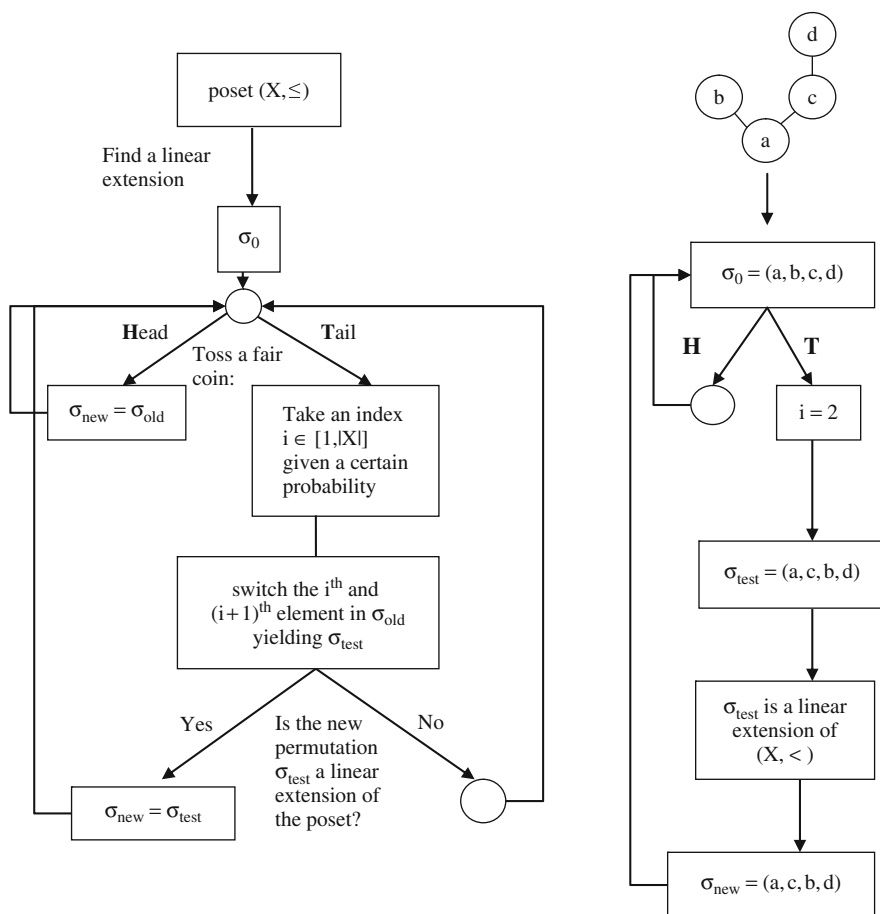 poset (X, ≤)
Find a linear
extension
σ0
Head
Tail
Toss a fair
coin:
σnew = σold
Take an index
i ∈ [1,|X|]
given a certain
probability
switch the ith and
(i+1)th element in σold
yielding σtest
Yes
No
Is the new
permutation
σtest a linear
extension of
the poset?
σnew = σtest
d
b
c
a
σ0 = (a, b, c, d)
H
T
i = 2
σtest = (a, c, b, d)
σtest is a linear
extension of
(X, < )
σnew = (a, c, b, d)